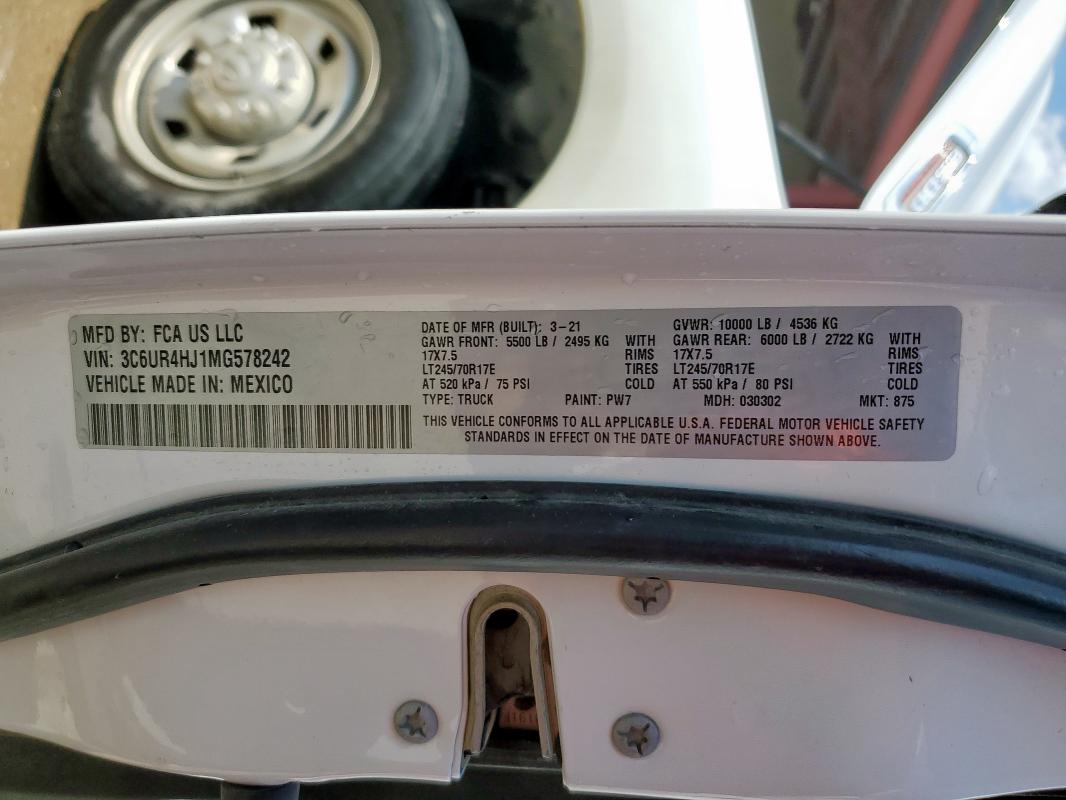 MFD BY: FCA US LLC
VIN: 3C6UR4HJ1MG578242
VEHICLE MADE IN: MEXICO
DATE OF MFR (BUILT): 3-21
GAWR FRONT: 5500 LB / 2495 KG WITH
17X7.5 RIMS
LT245/70R17E TIRES
AT 520 kPa / 75 PSI COLD
GVWR: 10000 LB / 4536 KG
GAWR REAR: 6000 LB / 2722 KG WITH
17X7.5 RIMS
LT245/70R17E TIRES
AT 550 kPa / 80 PSI COLD
TYPE: TRUCK PAINT: PW7 MDH: 030302 MKT: 875
THIS VEHICLE CONFORMS TO ALL APPLICABLE U.S.A. FEDERAL MOTOR VEHICLE SAFETY
STANDARDS IN EFFECT ON THE DATE OF MANUFACTURE SHOWN ABOVE.